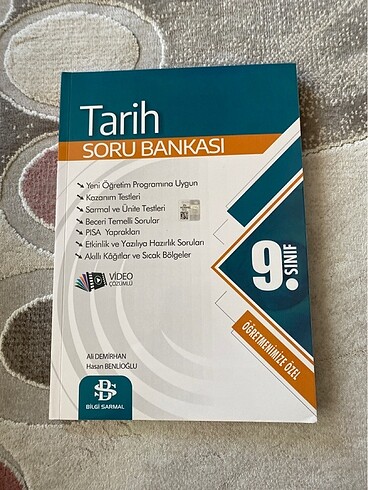 Tarih
SORU BANKASI
Yeni Öğretim Programına Uygun
Kazanım Testleri
Sarmal ve Ünite Testleri
Beceri Temelli Sorular
PISA Yaprakları
Etkinlik ve Yazılıya Hazırlık Soruları
Akıllı Kâğıtlar ve Sıcak Bölgeler
VİDEO
ÇÖZÜMLÜ
9. SINIF
ÖĞRETMENİMİZE ÖZEL
Ali DEMİRHAN
Hasan BENLİOĞLU
BS
BİLGİ SARMAL